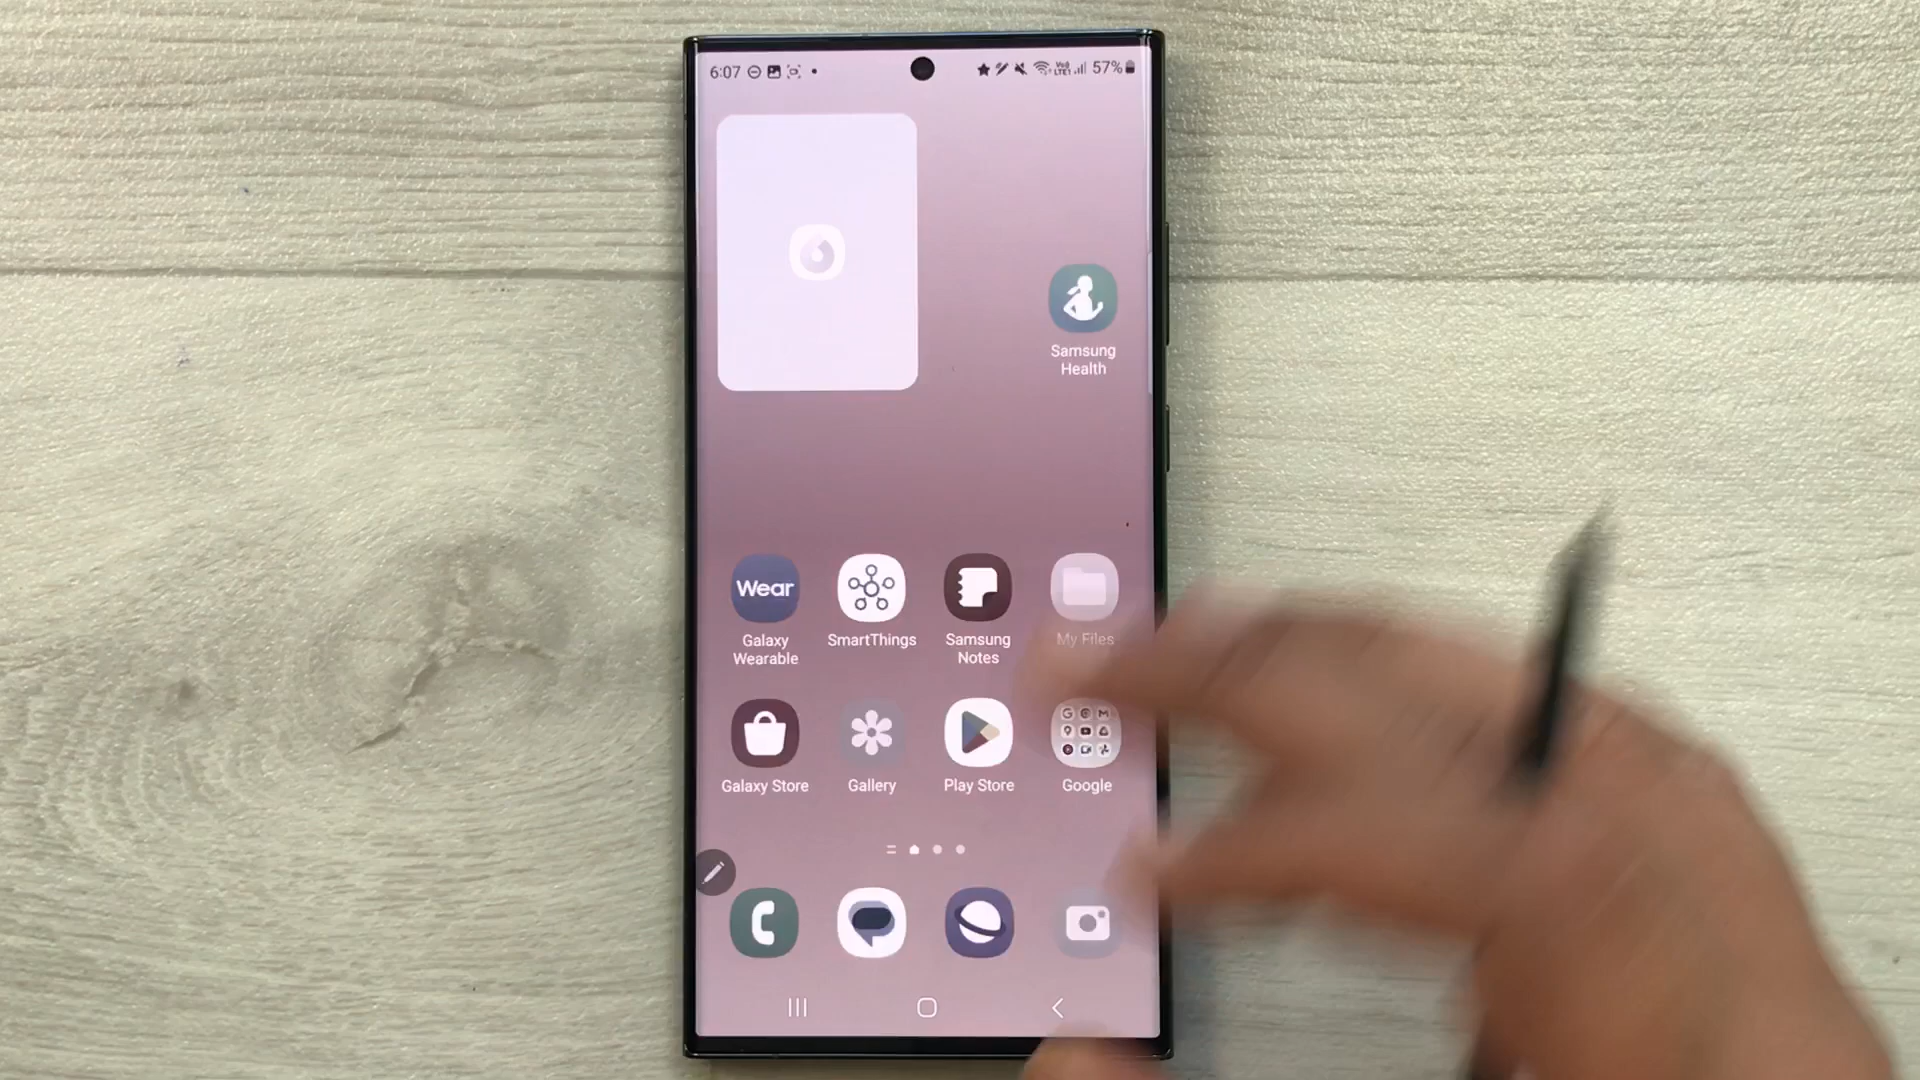 6:07 57%
Samsung
Health
Wear
Galaxy
Wearable
SmartThings
Samsung
Notes
My Files
Galaxy Store
Gallery
Play Store
Google